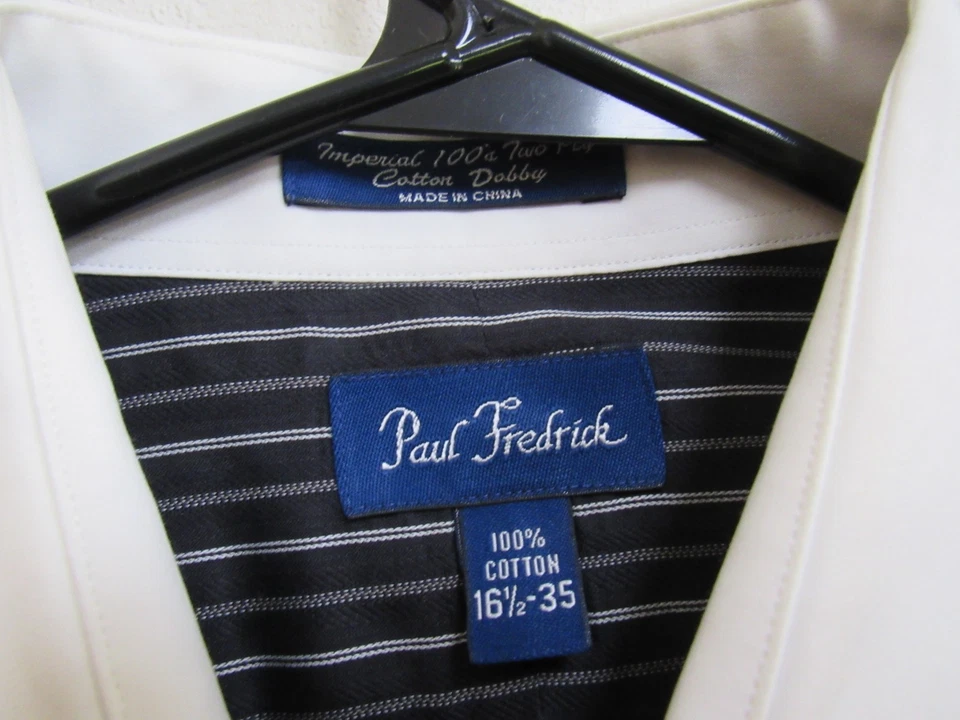 Imperial 100's Two Ply
Cotton Dobby
MADE IN CHINA
Paul Fredrick
100%
COTTON
16½-35